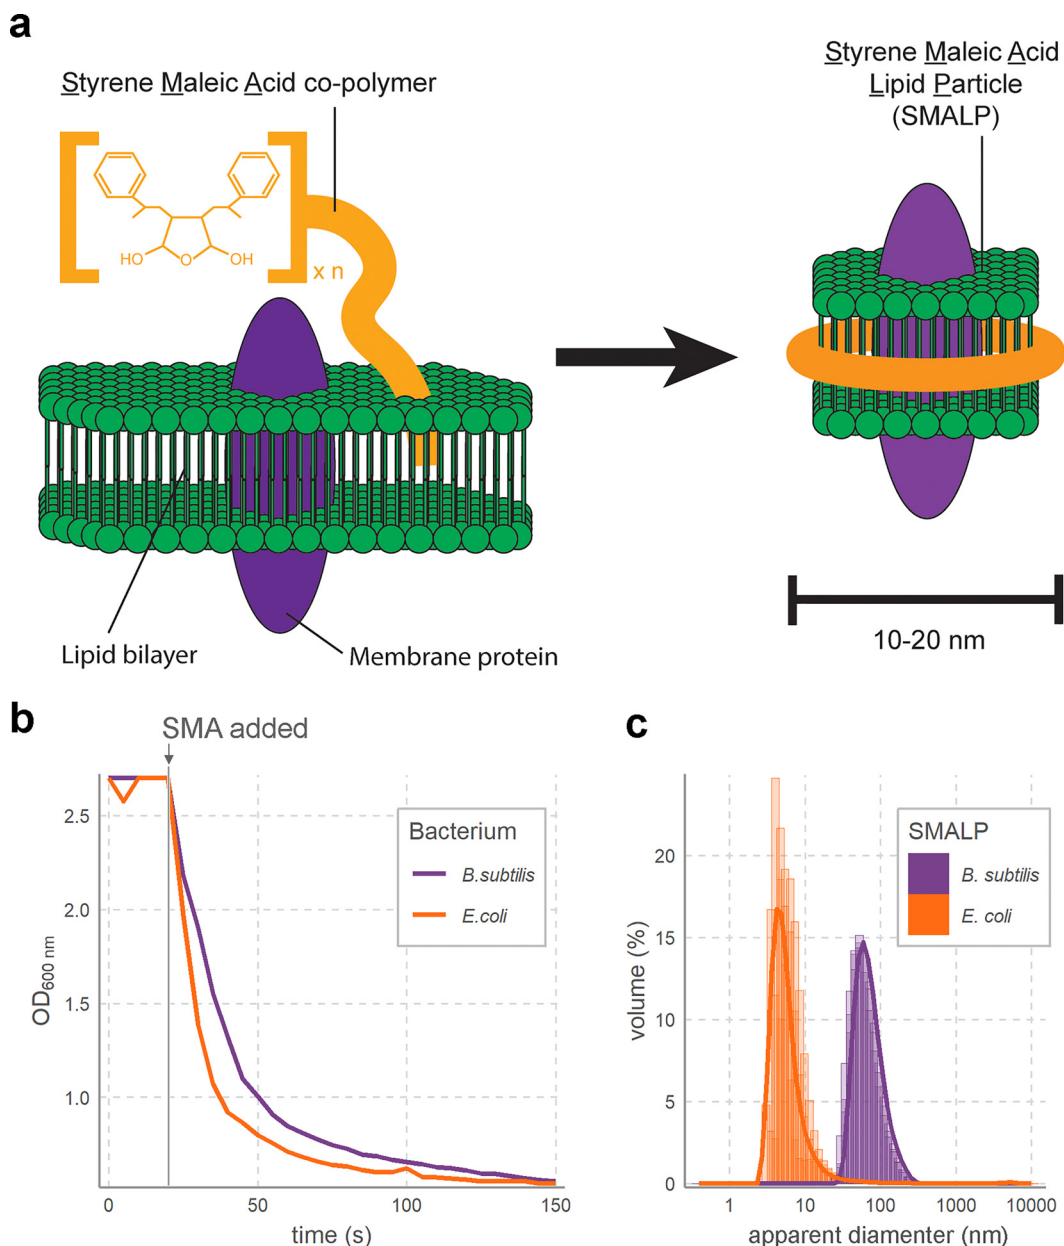 a
Styrene Maleic Acid co-polymer
HO
O
OH
x n
Lipid bilayer
Membrane protein
Styrene Maleic Acid
Lipid Particle
(SMALP)
10-20 nm
b
SMA added
OD600 nm
2.5
2.0
1.5
1.0
0
50
100
150
time (s)
Bacterium
B.subtilis
E.coli
c
volume (%)
20
15
10
5
0
1
10
100
1000
10000
apparent diamenter (nm)
SMALP
B. subtilis
E. coli